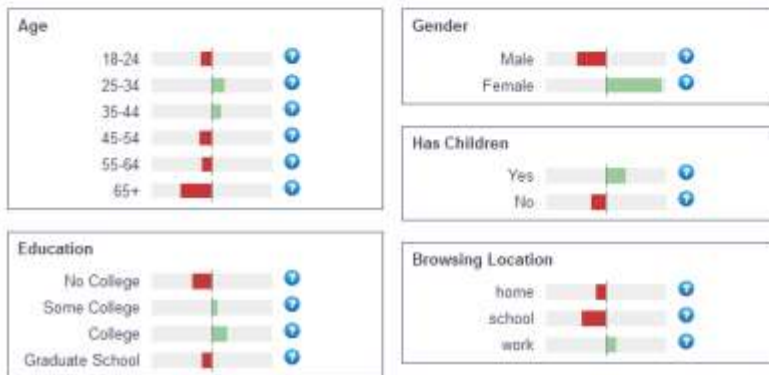 Age
18-24
25-34
35-44
45-54
55-64
65+
Education
No College
Some College
College
Graduate School
Gender
Male
Female
Has Children
Yes
No
Browsing Location
home
school
work